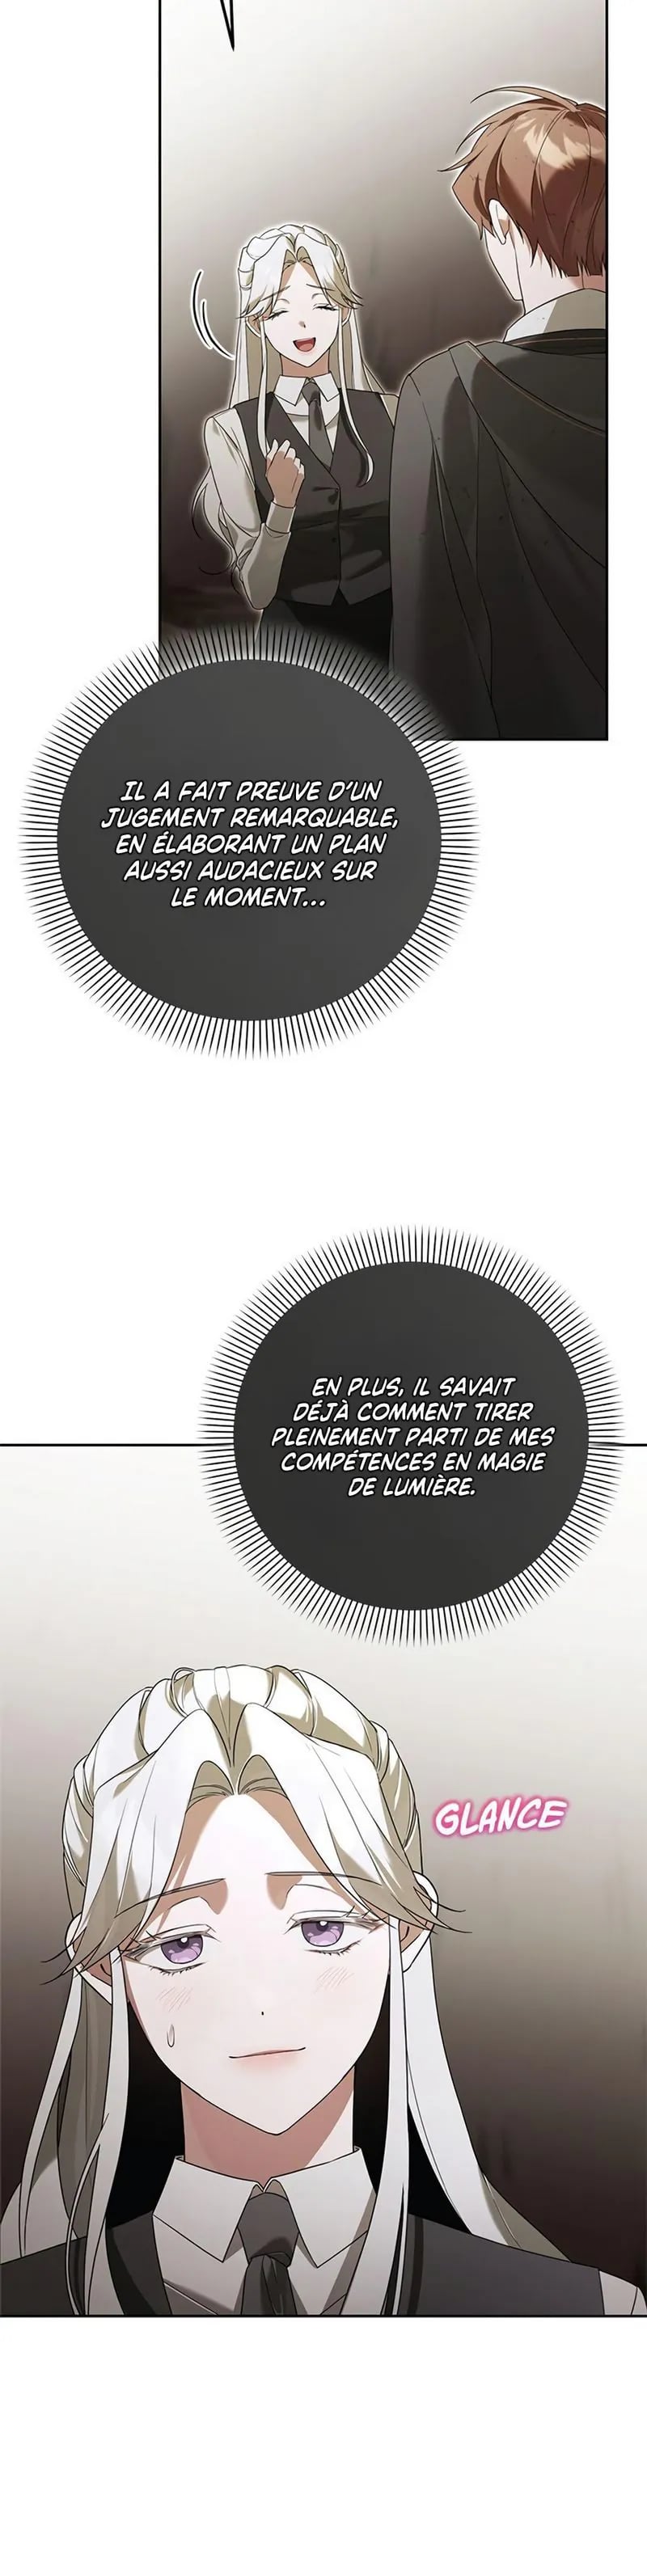 IL A FAIT PREUVE D'UN
JUGEMENT REMARQUABLE,
EN ÉLABORANT UN PLAN
AUSSI AUDACIEUX SUR
LE MOMENT...
EN PLUS, IL SAVAIT
DÉJÀ COMMENT TIRER
PLEINEMENT PARTI DE MES
COMPÉTENCES EN MAGIE
DE LUMIÈRE.
GLANCE